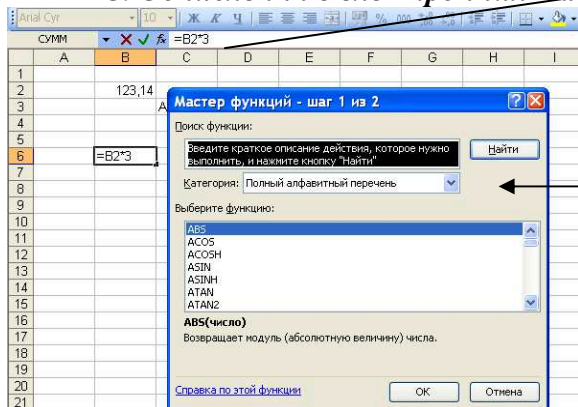 Arial Cyr 10 Ж К Ч
СУММ =B2*3
A B C D E F G H I
1
2 123,14
3 A
4
5
6 =B2*3
7
8
9
10
11
12
13
14
15
16
17
18
19
20
21
Мастер функций - шаг 1 из 2
Поиск функции:
Введите краткое описание действия, которое нужно
выполнить, и нажмите кнопку "Найти"
Найти
Категория: Полный алфавитный перечень
Выберите функцию:
ABS
ACOS
ACOSH
ASIN
ASINH
ATAN
ATAN2
ABS(число)
Возвращает модуль (абсолютную величину) числа.
Справка по этой функции
ОК Отмена